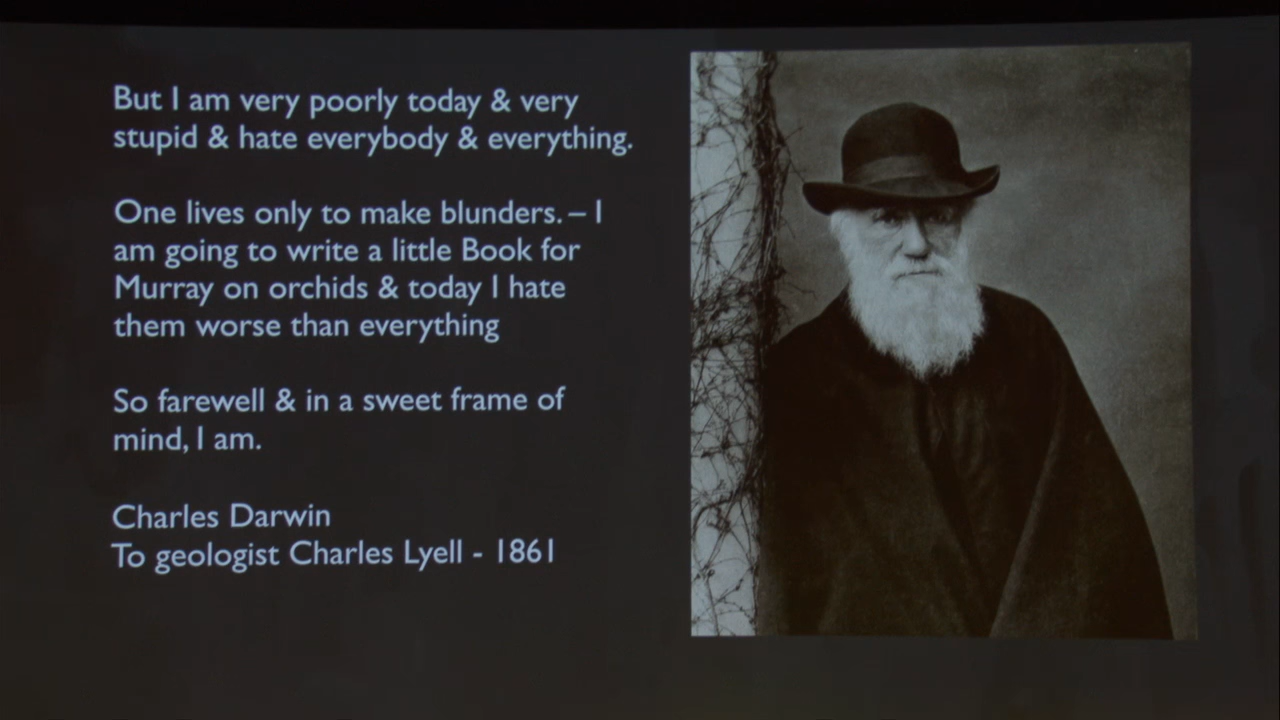 But I am very poorly today & very
stupid & hate everybody & everything.
One lives only to make blunders. – I
am going to write a little Book for
Murray on orchids & today I hate
them worse than everything
So farewell & in a sweet frame of
mind, I am.
Charles Darwin
To geologist Charles Lyell - 1861